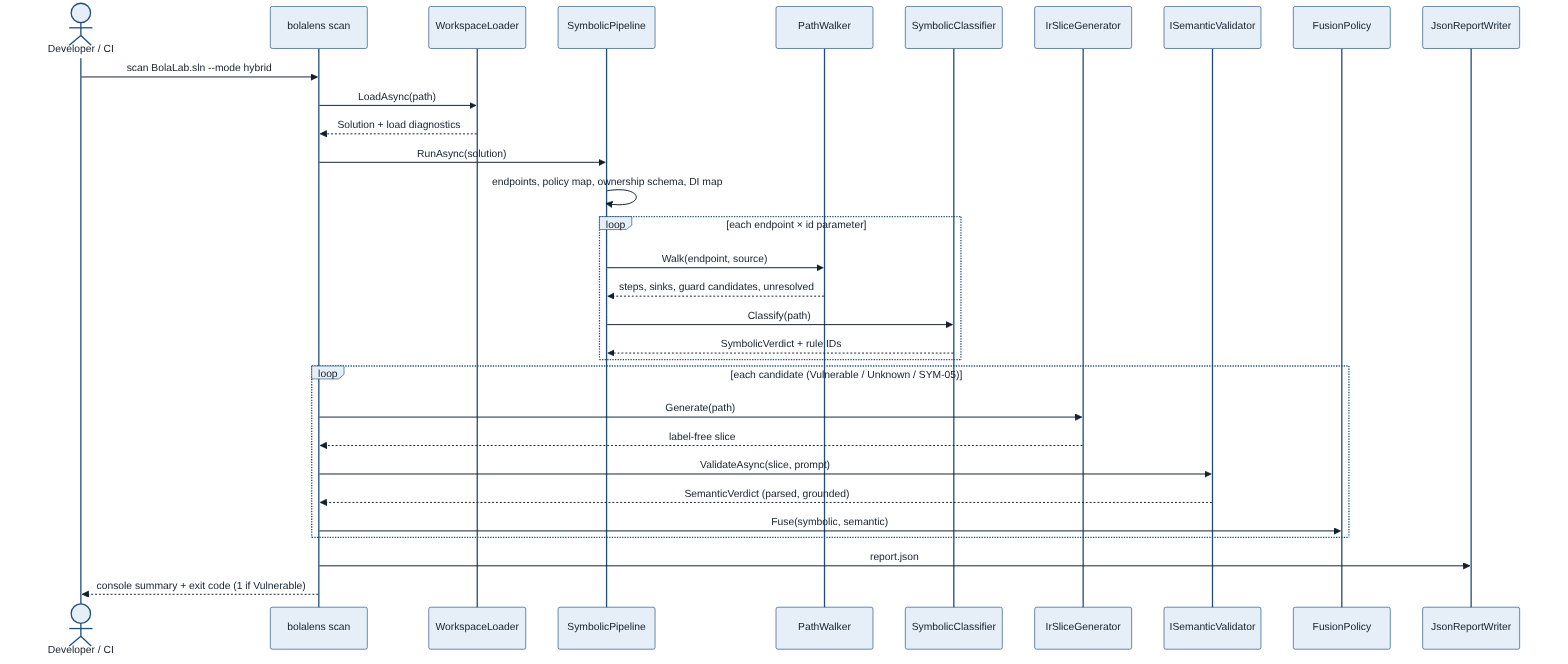 Developer / CI
bolalens scan
WorkspaceLoader
SymbolicPipeline
PathWalker
SymbolicClassifier
IrSliceGenerator
ISemanticValidator
FusionPolicy
JsonReportWriter
scan BolaLab.sln --mode hybrid
LoadAsync(path)
Solution + load diagnostics
RunAsync(solution)
endpoints, policy map, ownership schema, DI map
loop
[each endpoint × id parameter]
Walk(endpoint, source)
steps, sinks, guard candidates, unresolved
Classify(path)
SymbolicVerdict + rule IDs
loop
[each candidate (Vulnerable / Unknown / SYM-05)]
Generate(path)
label-free slice
ValidateAsync(slice, prompt)
SemanticVerdict (parsed, grounded)
Fuse(symbolic, semantic)
report.json
console summary + exit code (1 if Vulnerable)
Developer / CI
bolalens scan
WorkspaceLoader
SymbolicPipeline
PathWalker
SymbolicClassifier
IrSliceGenerator
ISemanticValidator
FusionPolicy
JsonReportWriter